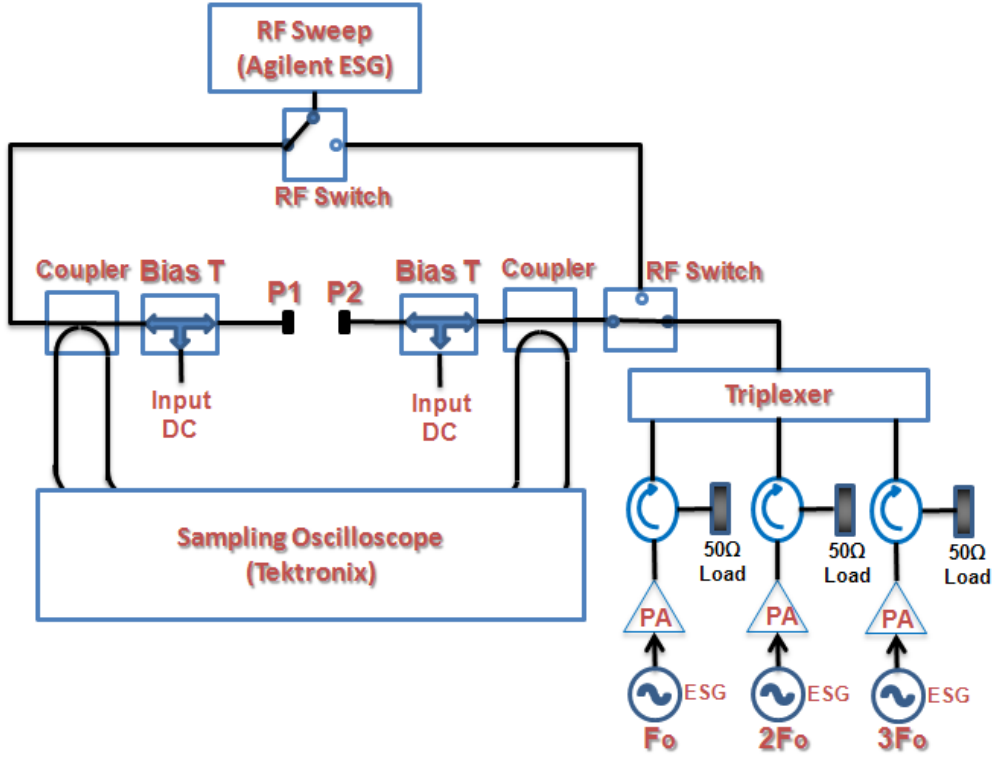 RF Sweep
(Agilent ESG)
RF Switch
Coupler
Bias T
P1
P2
Bias T
Coupler
RF Switch
Input
DC
Input
DC
Triplexer
Sampling Oscilloscope
(Tektronix)
50Ω
Load
50Ω
Load
50Ω
Load
PA
PA
PA
ESG
ESG
ESG
Fo
2Fo
3Fo